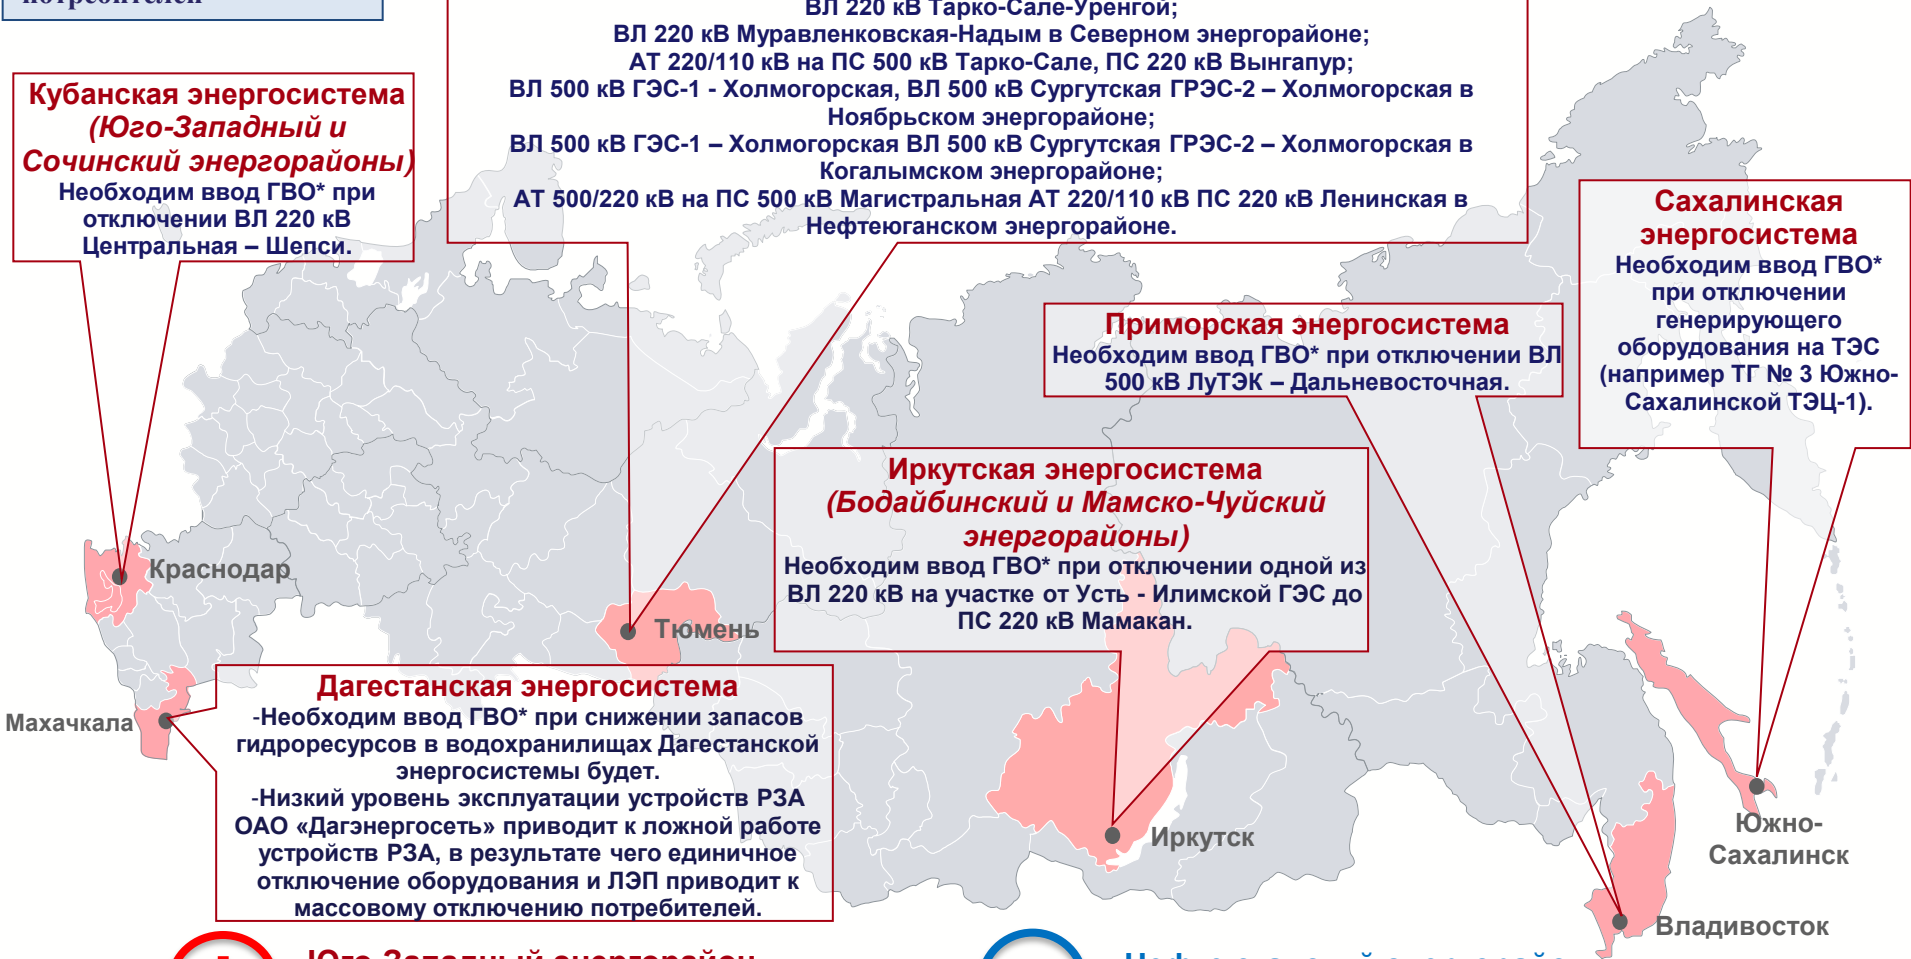 потребителей
ВЛ 220 кВ Тарко-Сале-Уренгой;
ВЛ 220 кВ Муравленковская-Надым в Северном энергорайоне;
АТ 220/110 кВ на ПС 500 кВ Тарко-Сале, ПС 220 кВ Вынгапур;
ВЛ 500 кВ ГЭС-1 - Холмогорская, ВЛ 500 кВ Сургутская ГРЭС-2 – Холмогорская в
Ноябрьском энергорайоне;
ВЛ 500 кВ ГЭС-1 – Холмогорская ВЛ 500 кВ Сургутская ГРЭС-2 – Холмогорская в
Когалымском энергорайоне;
АТ 500/220 кВ на ПС 500 кВ Магистральная АТ 220/110 кВ ПС 220 кВ Ленинская в
Нефтеюганском энергорайоне.
Кубанская энергосистема
(Юго-Западный и
Сочинский энергорайоны)
Необходим ввод ГВО* при
отключении ВЛ 220 кВ
Центральная – Шепси.
Сахалинская
энергосистема
Необходим ввод ГВО*
при отключении
генерирующего
оборудования на ТЭС
(например ТГ № 3 Южно-
Сахалинской ТЭЦ-1).
Приморская энергосистема
Необходим ввод ГВО* при отключении ВЛ
500 кВ ЛуТЭК – Дальневосточная.
Иркутская энергосистема
(Бодайбинский и Мамско-Чуйский
энергорайоны)
Необходим ввод ГВО* при отключении одной из
ВЛ 220 кВ на участке от Усть - Илимской ГЭС до
ПС 220 кВ Мамакан.
Краснодар
Тюмень
Махачкала
Дагестанская энергосистема
-Необходим ввод ГВО* при снижении запасов
гидроресурсов в водохранилищах Дагестанской
энергосистемы будет.
-Низкий уровень эксплуатации устройств РЗА
ОАО «Дагэнергосеть» приводит к ложной работе
устройств РЗА, в результате чего единичное
отключение оборудования и ЛЭП приводит к
массовому отключению потребителей.
Иркутск
Южно-
Сахалинск
Владивосток
Юго-Западный энергорайон